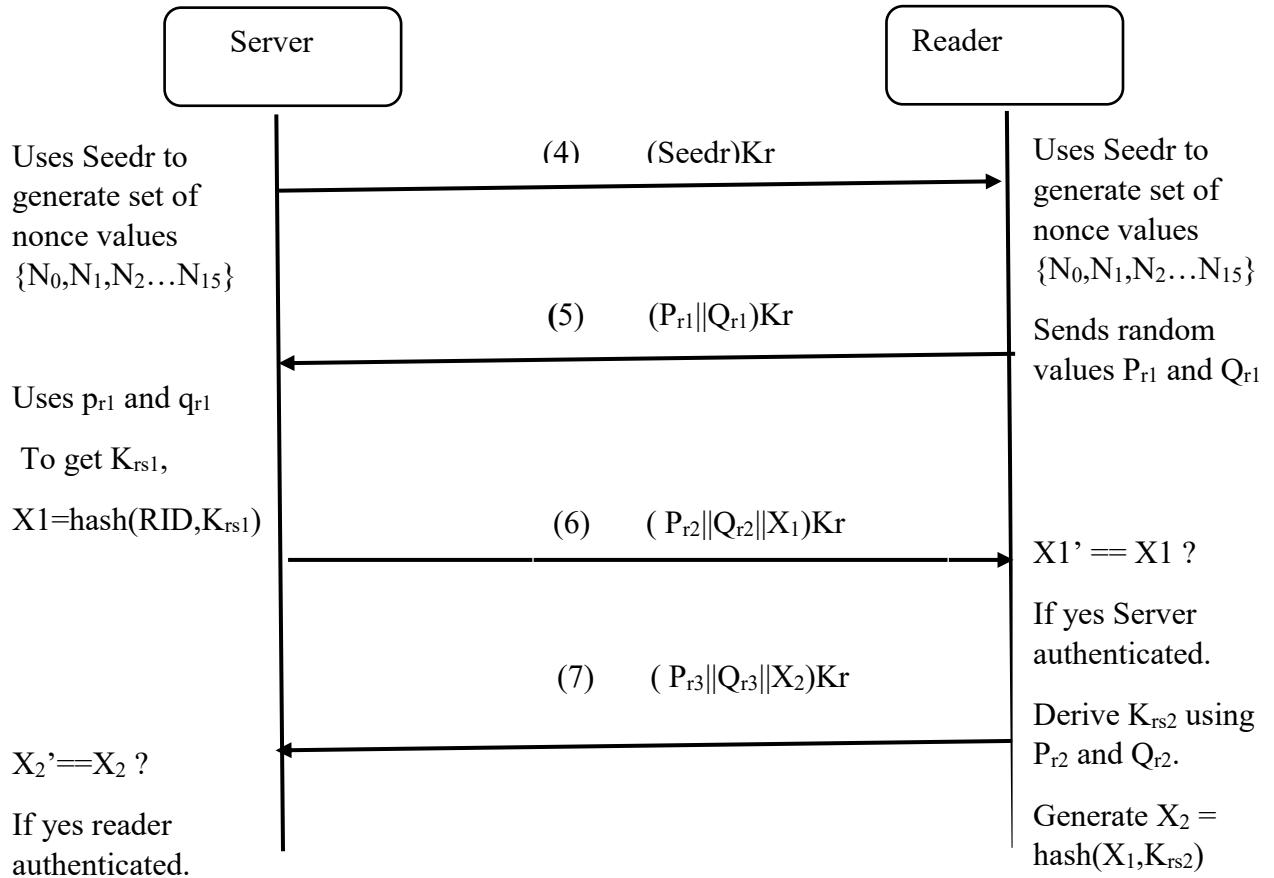 Server
Reader
(4) (Seedr)Kr
Uses Seedr to
generate set of
nonce values
{N₀,N₁,N₂…N₁₅}
Uses Seedr to
generate set of
nonce values
{N₀,N₁,N₂…N₁₅}
(5) (Pᵣ₁||Qᵣ₁)Kr
Sends random
values Pᵣ₁ and Qᵣ₁
Uses pᵣ₁ and qᵣ₁
To get Kᵣₛ₁,
X1=hash(RID,Kᵣₛ₁)
(6) ( Pᵣ₂||Qᵣ₂||X₁)Kr
X1’ == X1 ?
If yes Server
authenticated.
(7) ( Pᵣ₃||Qᵣ₃||X₂)Kr
Derive Kᵣₛ₂ using
Pᵣ₂ and Qᵣ₂.
Generate X₂ =
hash(X₁,Kᵣₛ₂)
X₂’==X₂ ?
If yes reader
authenticated.